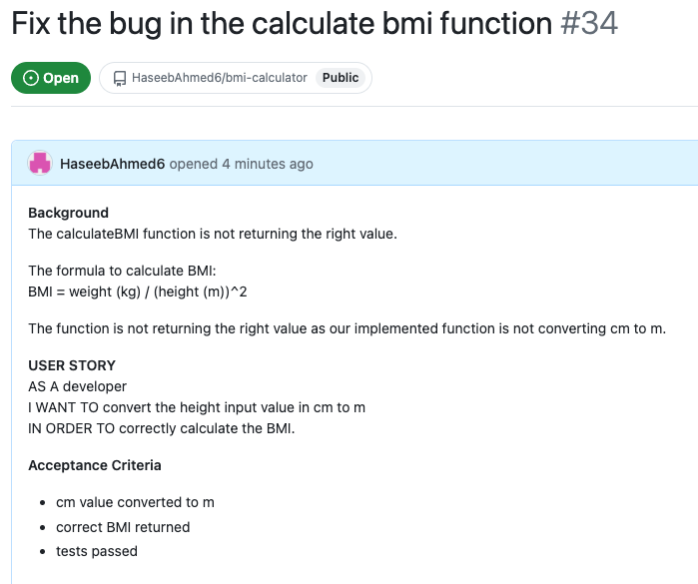 Fix the bug in the calculate bmi function #34
Open HaseebAhmed6/bmi-calculator Public
HaseebAhmed6 opened 4 minutes ago
Background
The calculateBMI function is not returning the right value.
The formula to calculate BMI:
BMI = weight (kg) / (height (m))^2
The function is not returning the right value as our implemented function is not converting cm to m.
USER STORY
AS A developer
I WANT TO convert the height input value in cm to m
IN ORDER TO correctly calculate the BMI.
Acceptance Criteria
• cm value converted to m
• correct BMI returned
• tests passed